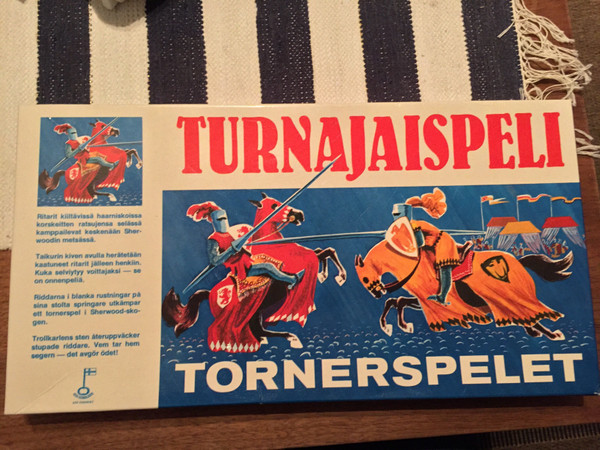 TURNAJAISPELI
Ritarit kiiltävissä haarniskoissa
korskeitten ratsujensa selässä
kamppailevat keskenään Sher-
woodin metsässä.
Taikurin kiven avulla herätetään
kaatuneet ritarit jälleen henkiin.
Kuka selviytyy voittajaksi — se
on onnenpeliä.
Riddarna i blanka rustningar på
sina stolta springare utkämpar
ett tornerspel i Sherwood-sko-
gen.
Trollkarlens sten återuppväcker
stupade riddare. Vem tar hem
segern — det avgör ödet!
TORNERSPELET